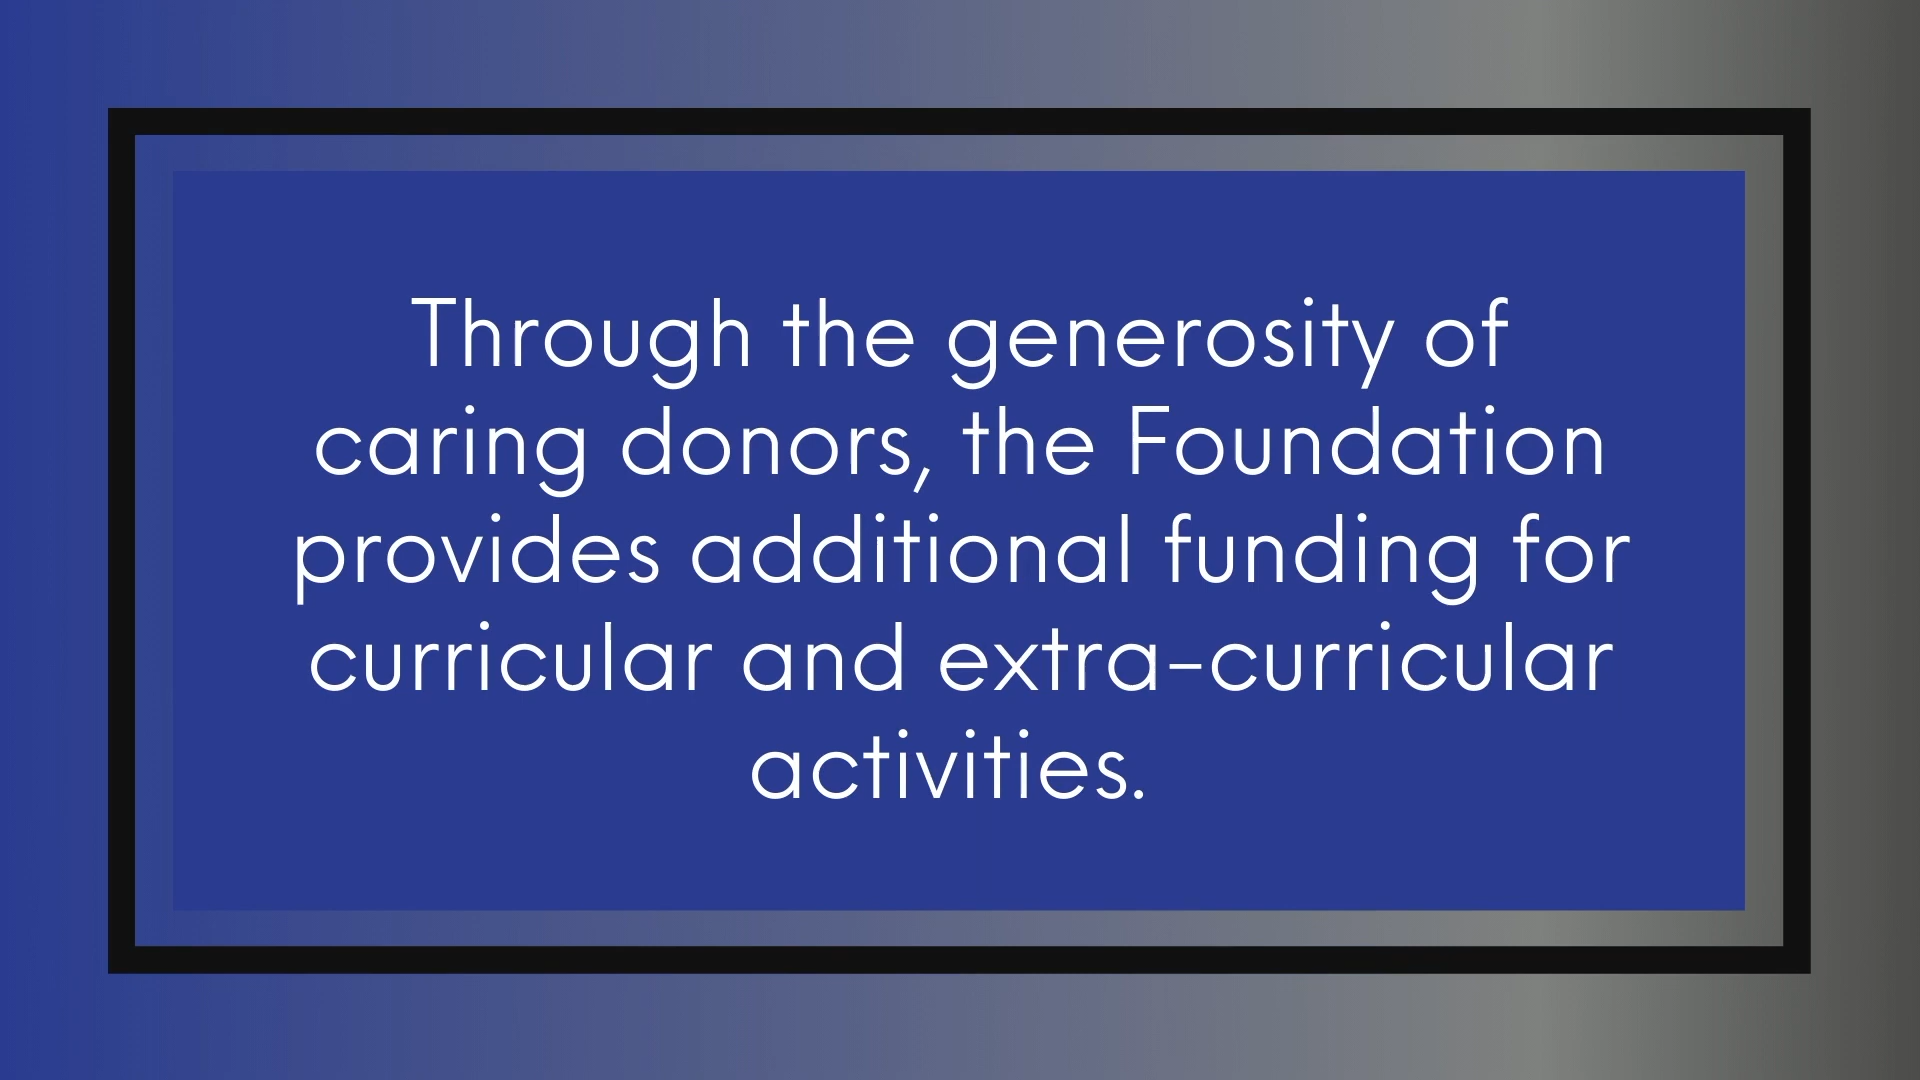 Through the generosity of
caring donors, the Foundation
provides additional funding for
curricular and extra-curricular
activities.